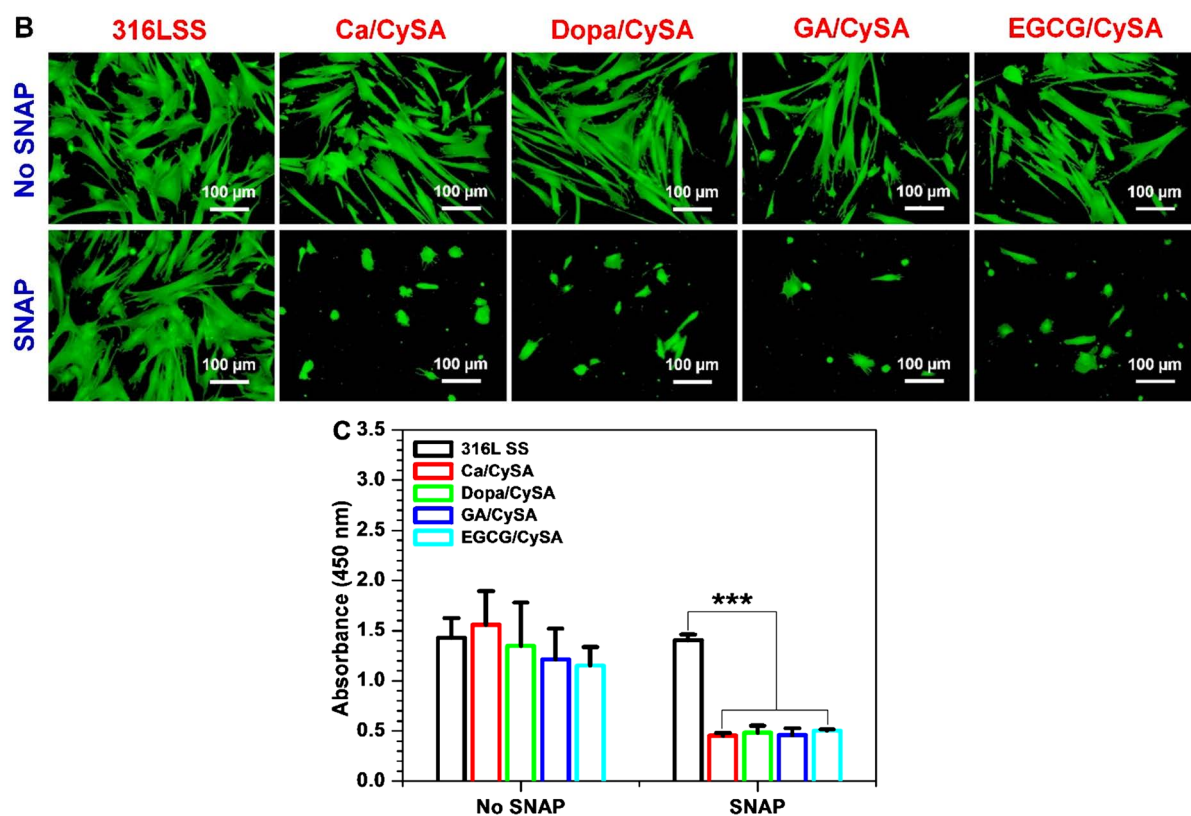 B
316LSS Ca/CySA Dopa/CySA GA/CySA EGCG/CySA
No SNAP
100 μm 100 μm 100 μm 100 μm 100 μm
SNAP
100 μm 100 μm 100 μm 100 μm 100 μm
C
3.5
3.0
2.5
2.0
1.5
1.0
0.5
0.0
Absorbance (450 nm)
316L SS
Ca/CySA
Dopa/CySA
GA/CySA
EGCG/CySA
***
No SNAP SNAP